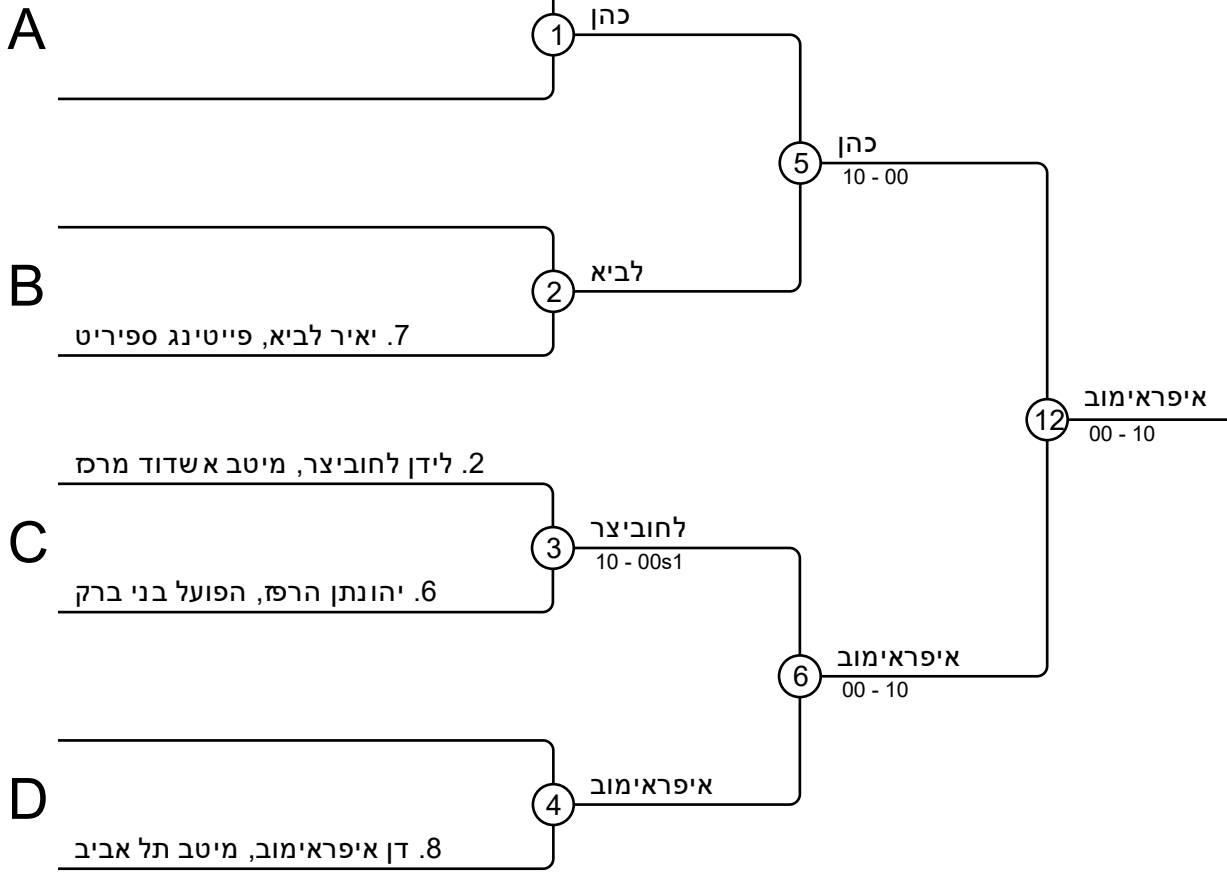 A
1
כהן
5
כהן
10 - 00
B
2
לביא
7. יאיר לביא, פייטינג ספיריט
12
איפראימוב
00 - 10
2. לידן לחוביצר, מיטב אשדוד מרכז
C
3
לחוביצר
10 - 00s1
6. יהונתן הרפז, הפועל בני ברק
6
איפראימוב
00 - 10
D
4
איפראימוב
8. דן איפראימוב, מיטב תל אביב